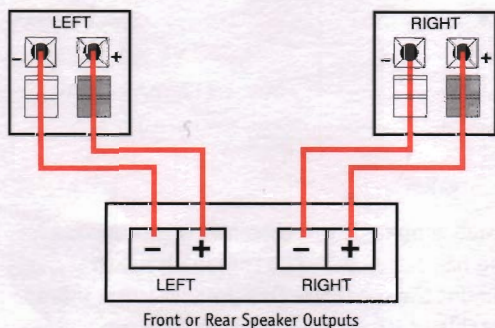 LEFT
RIGHT
- +
- +
- + - +
LEFT RIGHT
Front or Rear Speaker Outputs